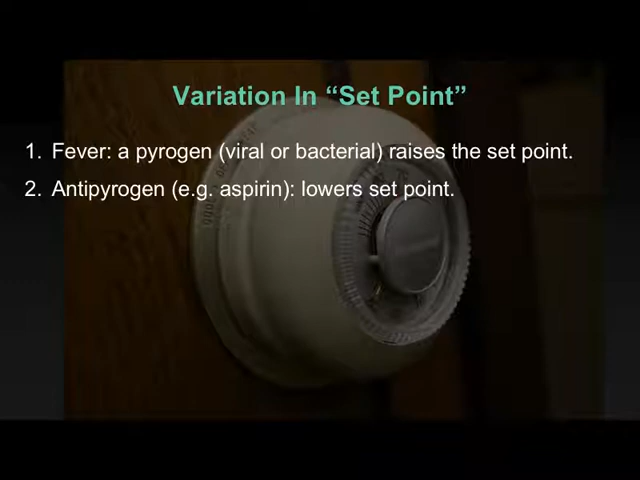 Variation In “Set Point”
1. Fever: a pyrogen (viral or bacterial) raises the set point.
2. Antipyrogen (e.g. aspirin): lowers set point.